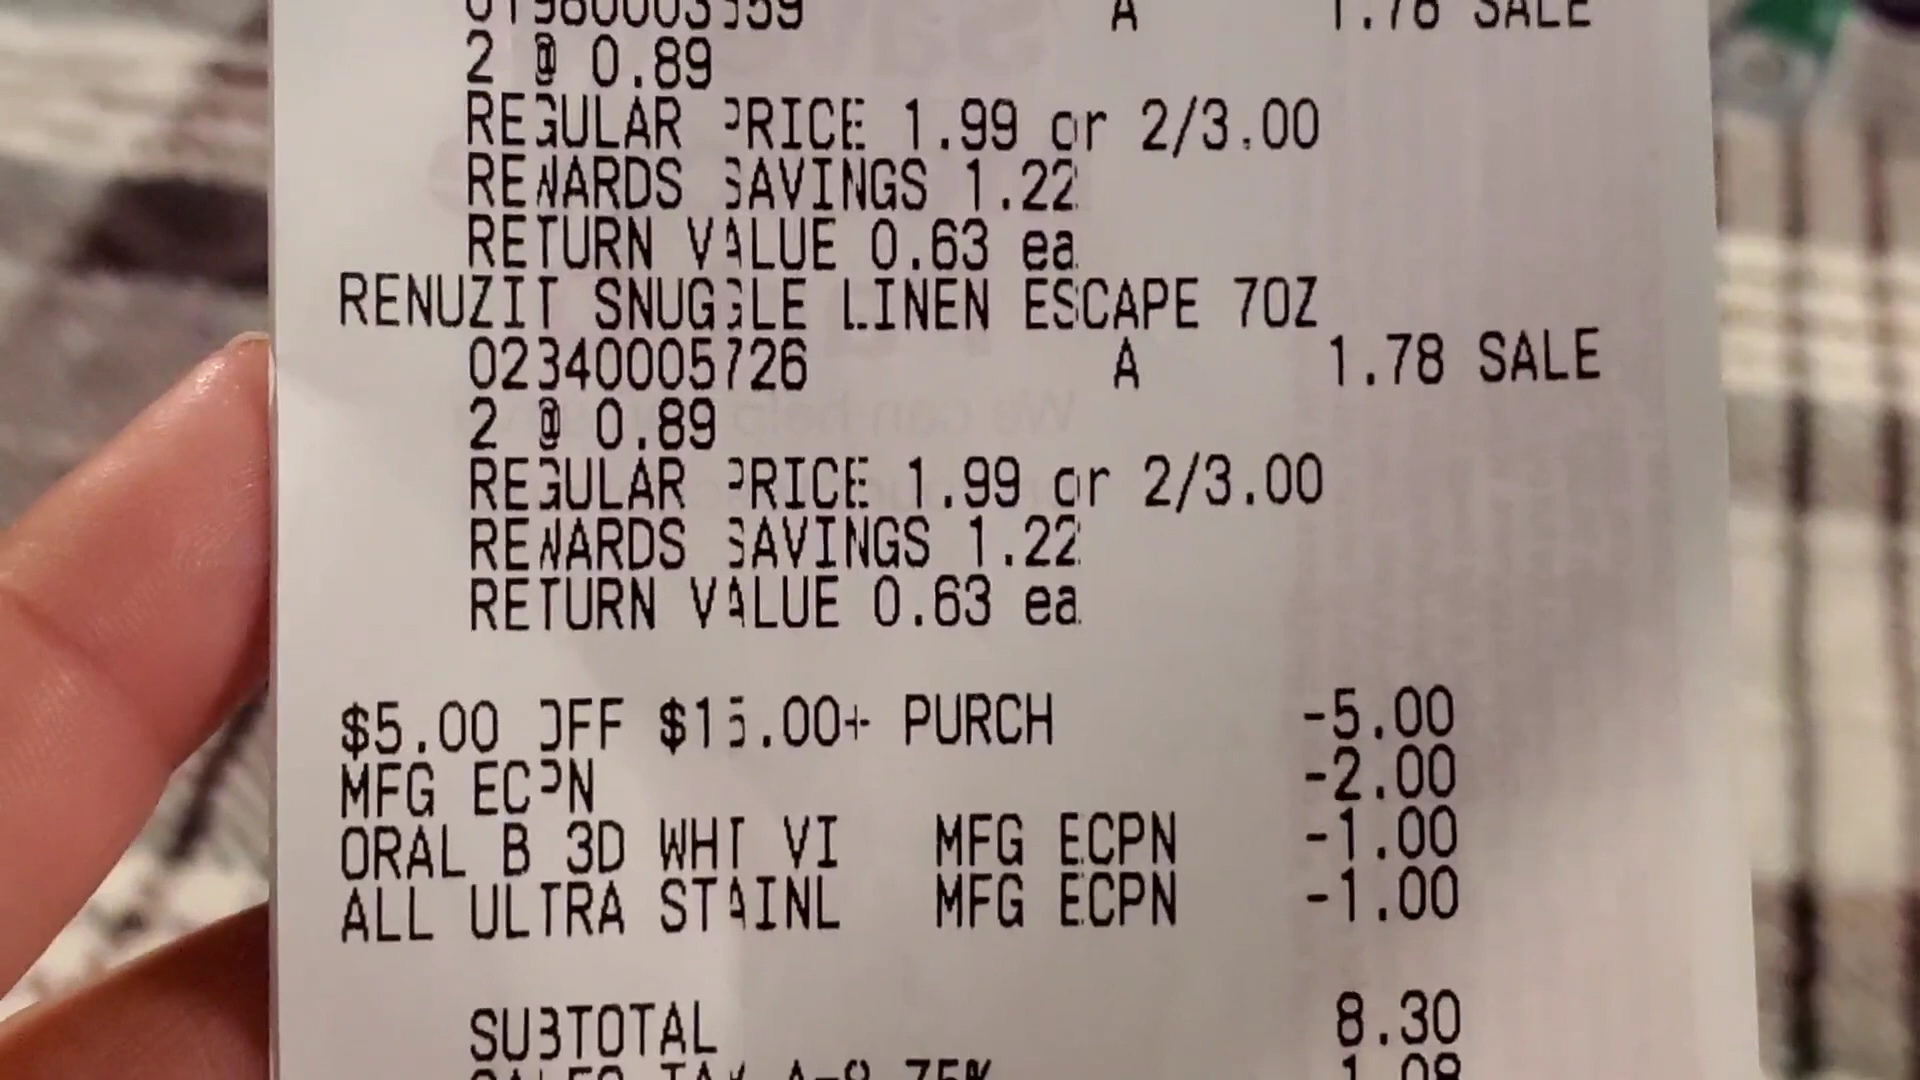 A 1.78 SALE
2 @ 0.89
REGULAR PRICE 1.99 or 2/3.00
REWARDS SAVINGS 1.22
RETURN VALUE 0.63 ea
RENUZIT SNUGGLE LINEN ESCAPE 7OZ
02340005726 A 1.78 SALE
2 @ 0.89
REGULAR PRICE 1.99 or 2/3.00
REWARDS SAVINGS 1.22
RETURN VALUE 0.63 ea
$5.00 OFF $15.00+ PURCH -5.00
MFG ECPN -2.00
ORAL B 3D WHT VI MFG ECPN -1.00
ALL ULTRA STAINL MFG ECPN -1.00
SUBTOTAL 8.30